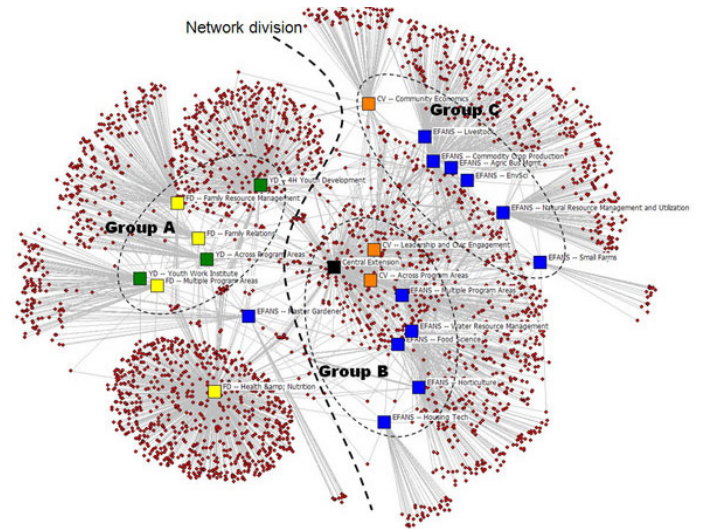 Network division
CV -- Community Economics
Group C
EFANS -- Livestock
EFANS -- Commodity Crop Production
EFANS -- Agric Bus Mgmt
EFANS -- EnvSci
YD -- 4H Youth Development
FD -- Family Resource Management
EFANS -- Natural Resource Management and Utilization
Group A
FD -- Family Relations
CV -- Leadership and Civic Engagement
YD -- Across Program Areas
Central Extension
EFANS -- Small Farms
YD -- Youth Work Institute
CV -- Across Program Areas
FD -- Multiple Program Areas
EFANS -- Multiple Program Areas
EFANS -- Master Gardener
EFANS -- Water Resource Management
EFANS -- Food Science
Group B
FD -- Health &amp; Nutrition
EFANS -- Horticulture
EFANS -- Housing Tech